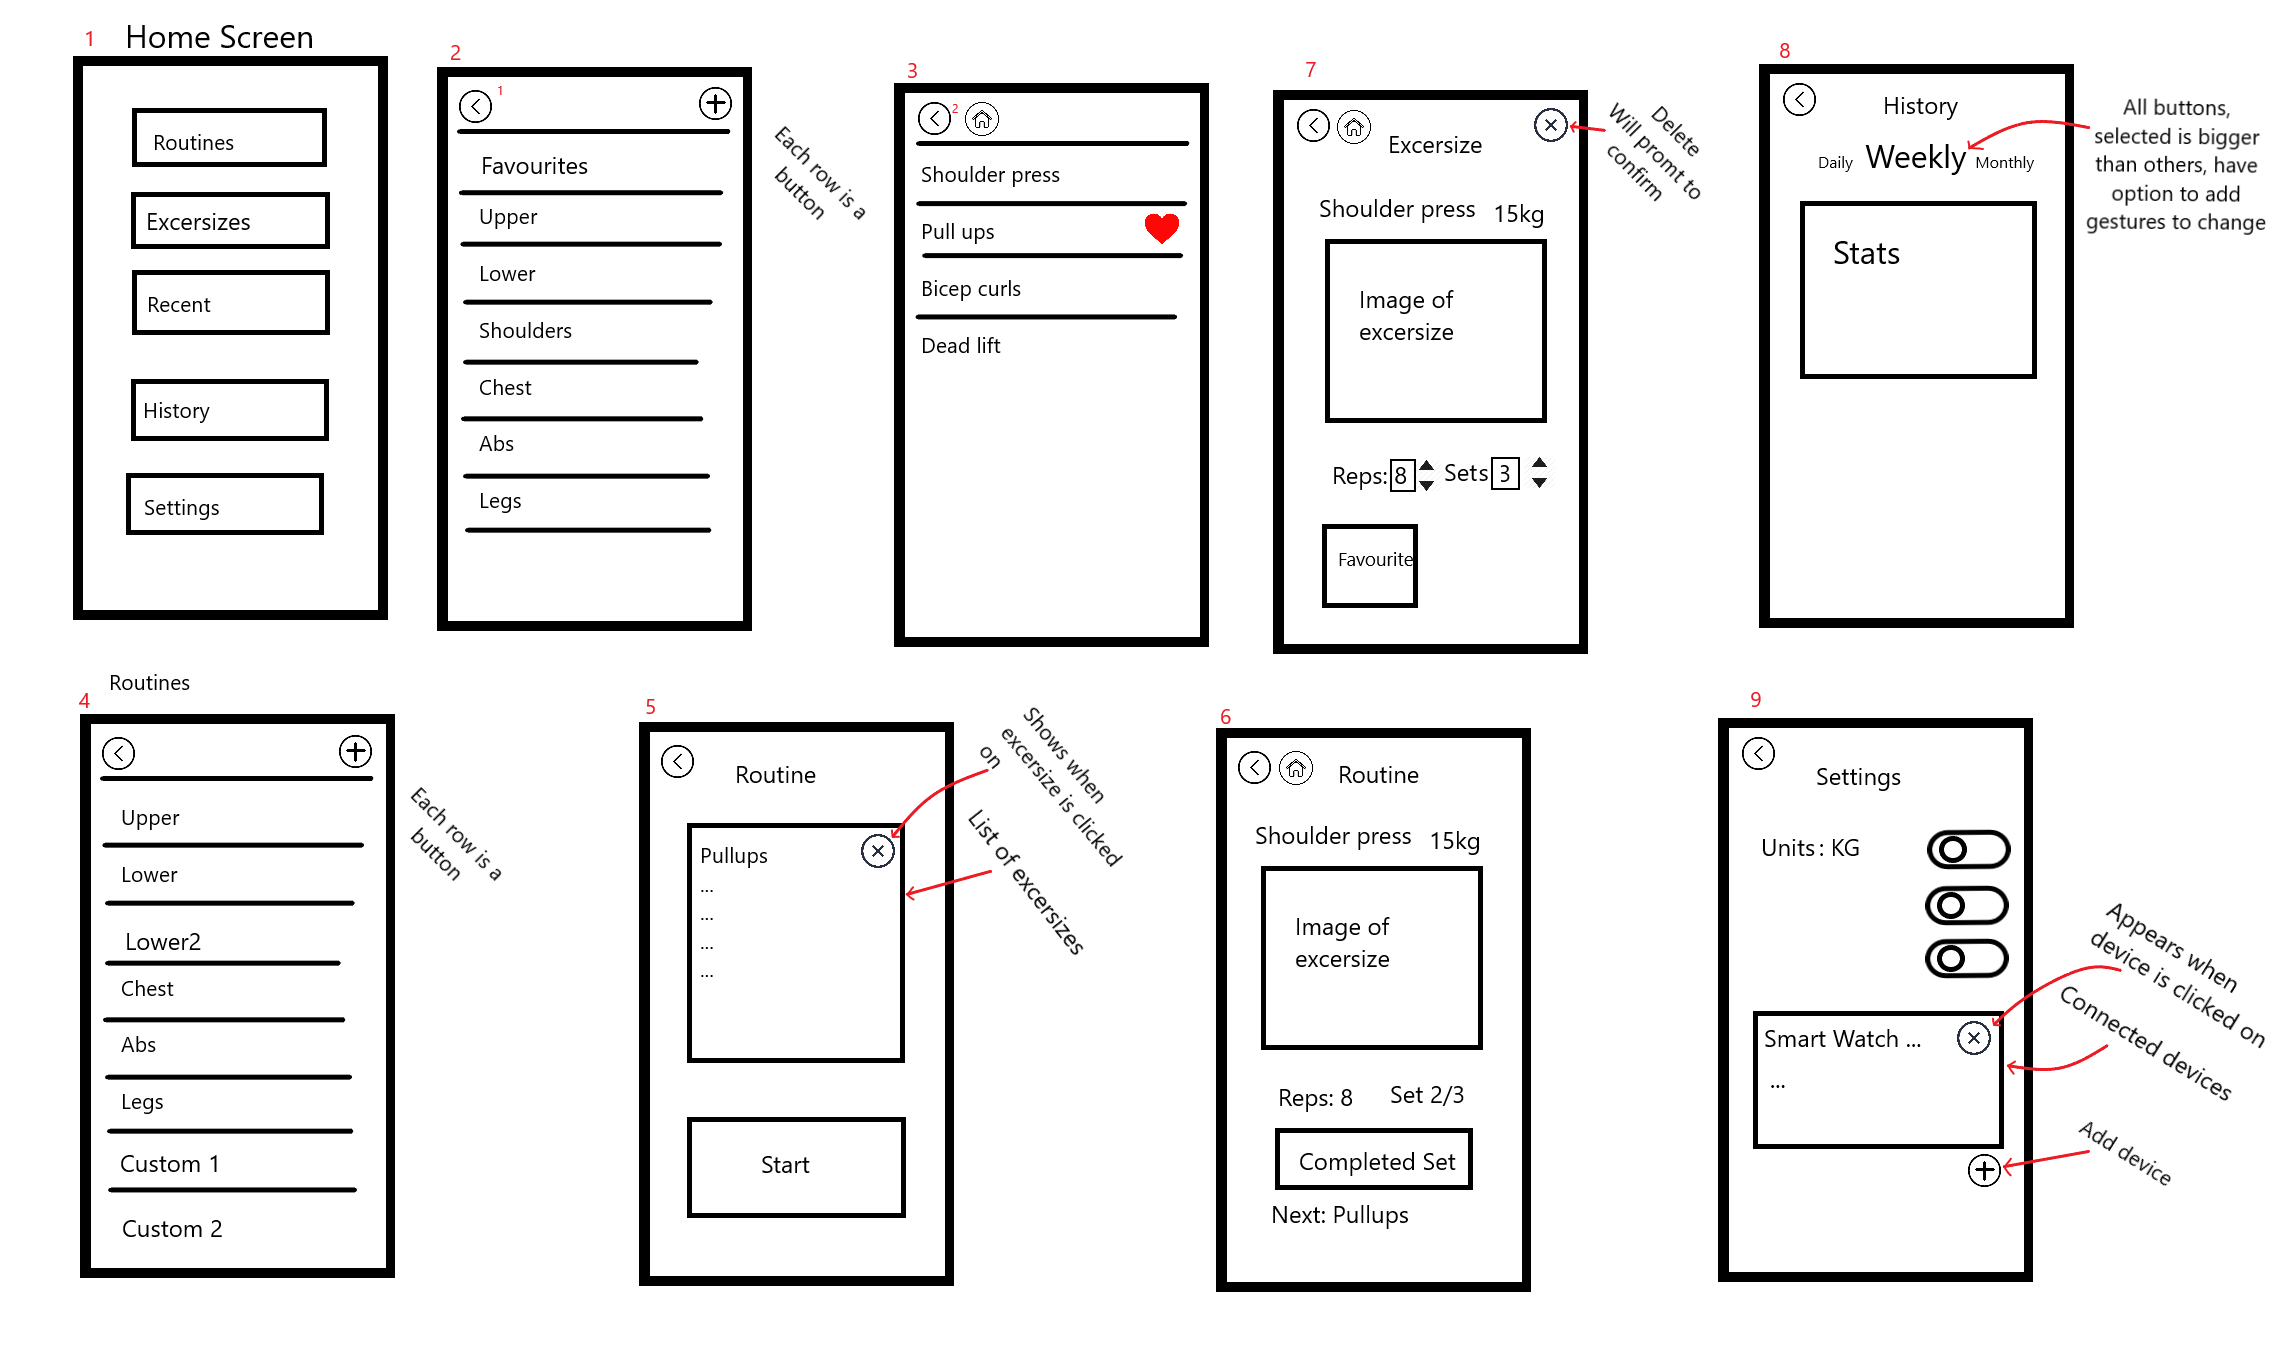 1
Home Screen
Routines
Excersizes
Recent
History
Settings
2
1
Favourites
Upper
Lower
Shoulders
Chest
Abs
Legs
Each row is a
button
3
2
Shoulder press
Pull ups
Bicep curls
Dead lift
7
Excersize
Shoulder press 15kg
Image of
excersize
Reps: 8 Sets 3
Favourite
Delete
Will promt to
confirm
8
History
Daily Weekly Monthly
Stats
All buttons,
selected is bigger
than others, have
option to add
gestures to change
Routines
4
Upper
Lower
Lower2
Chest
Abs
Legs
Custom 1
Custom 2
Each row is a
button
5
Routine
Pullups
...
...
...
...
Start
Shows when
excersize is clicked
on
List of excersizes
6
Routine
Shoulder press 15kg
Image of
excersize
Reps: 8 Set 2/3
Completed Set
Next: Pullups
9
Settings
Units: KG
Smart Watch ...
...
Appears when
device is clicked on
Connected devices
Add device